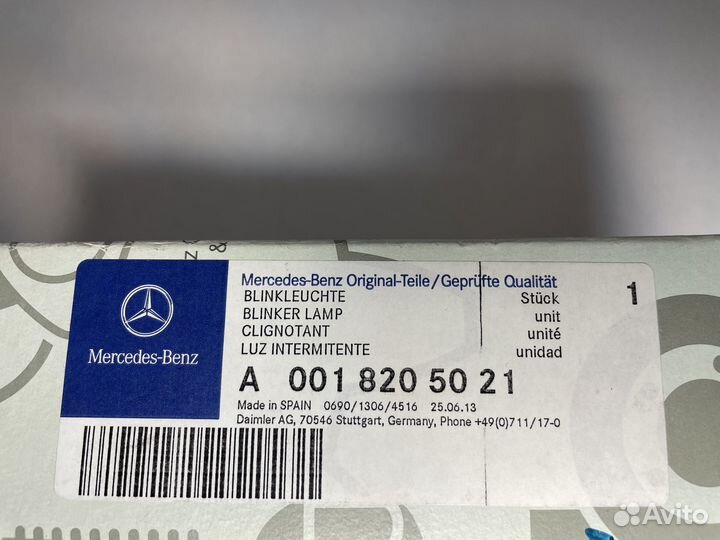 Mercedes-Benz Original-Teile/Geprüfte Qualität
BLINKLEUCHTE Stück 1
BLINKER LAMP unit
CLIGNOTANT unité
LUZ INTERMITENTE unidad
Mercedes-Benz
A 001 820 50 21
Made in SPAIN 0690/1306/4516 25.06.13
Daimler AG, 70546 Stuttgart, Germany, Phone +49(0)711/17-0
Avito